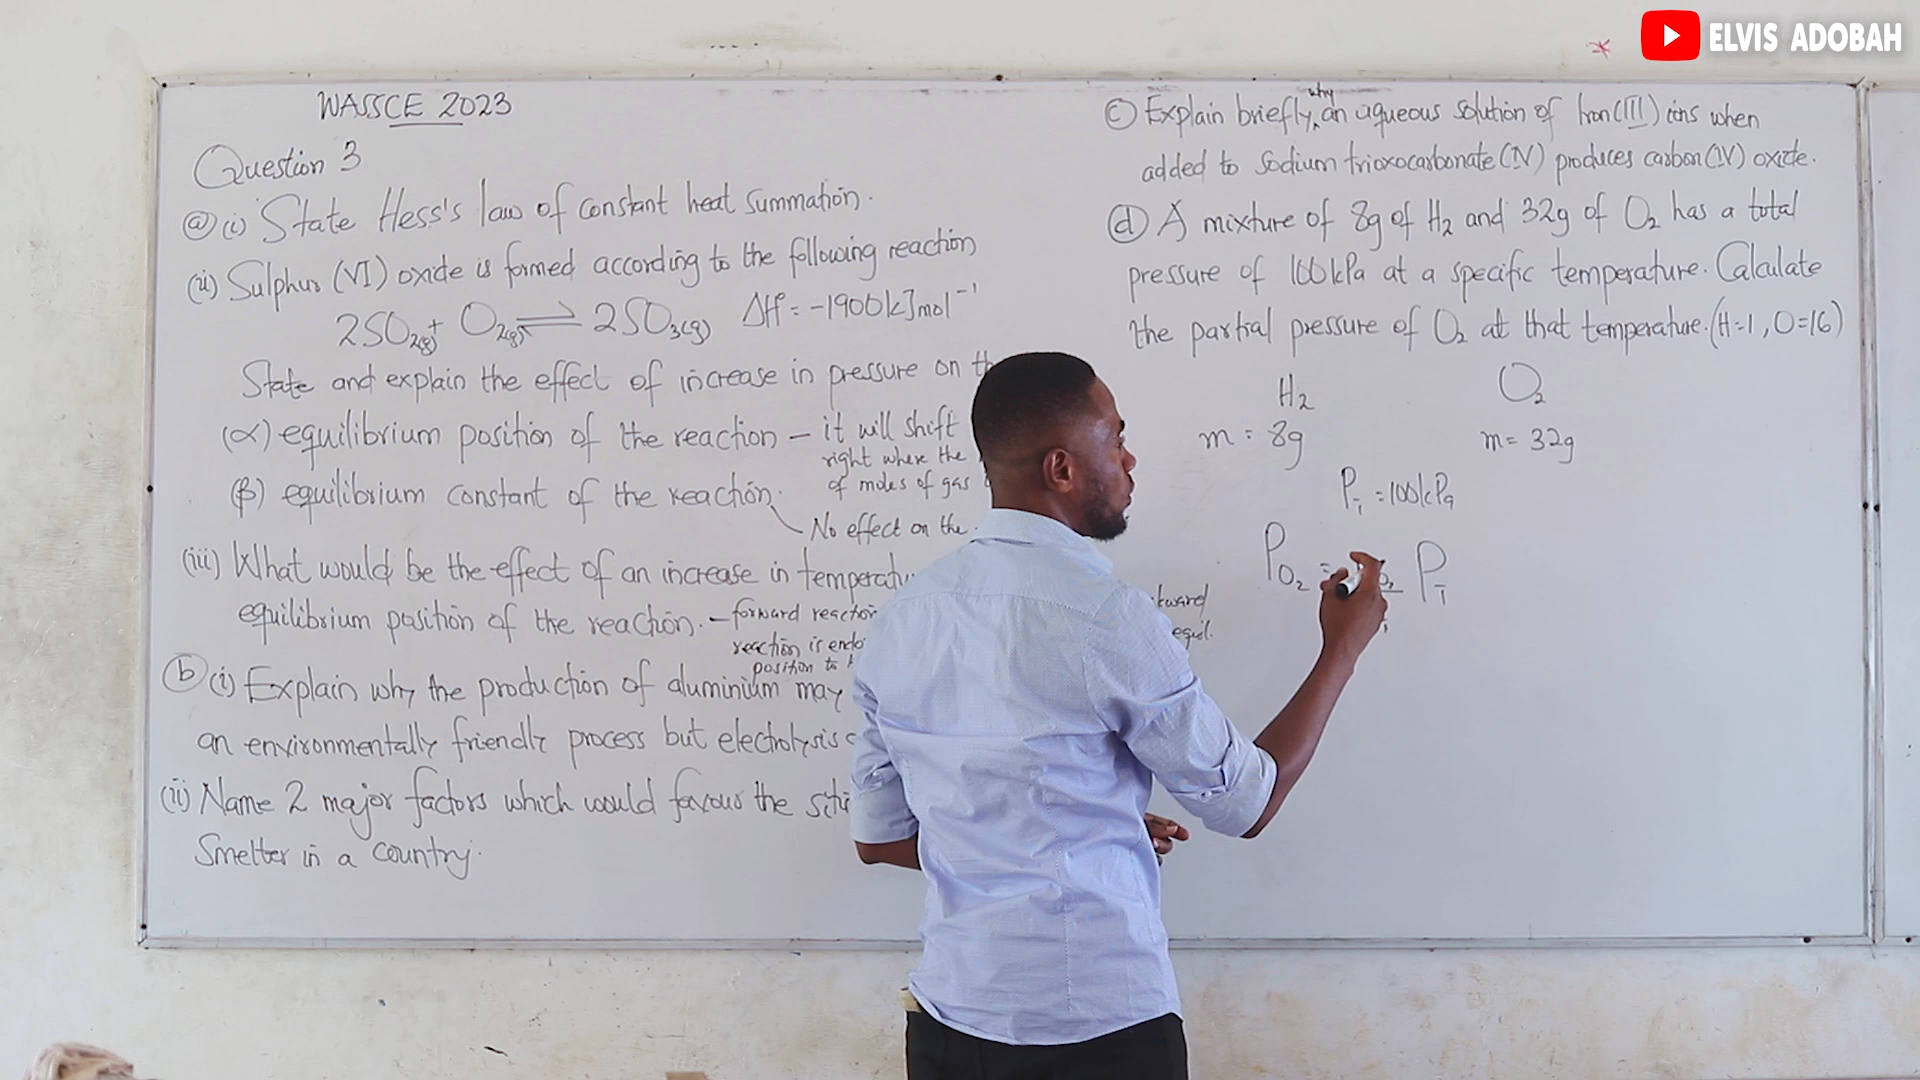 ELVIS ADOBAH
WASSCE 2023
Question 3
a (i) State Hess's law of constant heat summation.
(ii) Sulphur (VI) oxide is formed according to the following reaction
2SO2(g) + O2(g) ⇌ 2SO3(g) ΔH = -1900kJmol⁻¹
State and explain the effect of increase in pressure on
(α) equilibrium position of the reaction – it will shift
right where the
of moles of gas
(β) equilibrium constant of the reaction.
No effect on the
(iii) What would be the effect of an increase in
equilibrium position of the reaction. – forward reaction
reaction is
position to
b (i) Explain why the production of aluminium may
an environmentally friendly process but electrolysis
(ii) Name 2 major factors which would favour the
Smelter in a country.
equil.
c Explain briefly, why an aqueous solution of Iron(III) ions when
added to Sodium trioxocarbonate(IV) produces carbon(IV) oxide.
d A mixture of 8g of H2 and 32g of O2 has a total
pressure of 100kPa at a specific temperature. Calculate
the partial pressure of O2 at that temperature. (H=1, O=16)
H2 O2
m = 8g m = 32g
PT = 100kPa
PO2 = PT